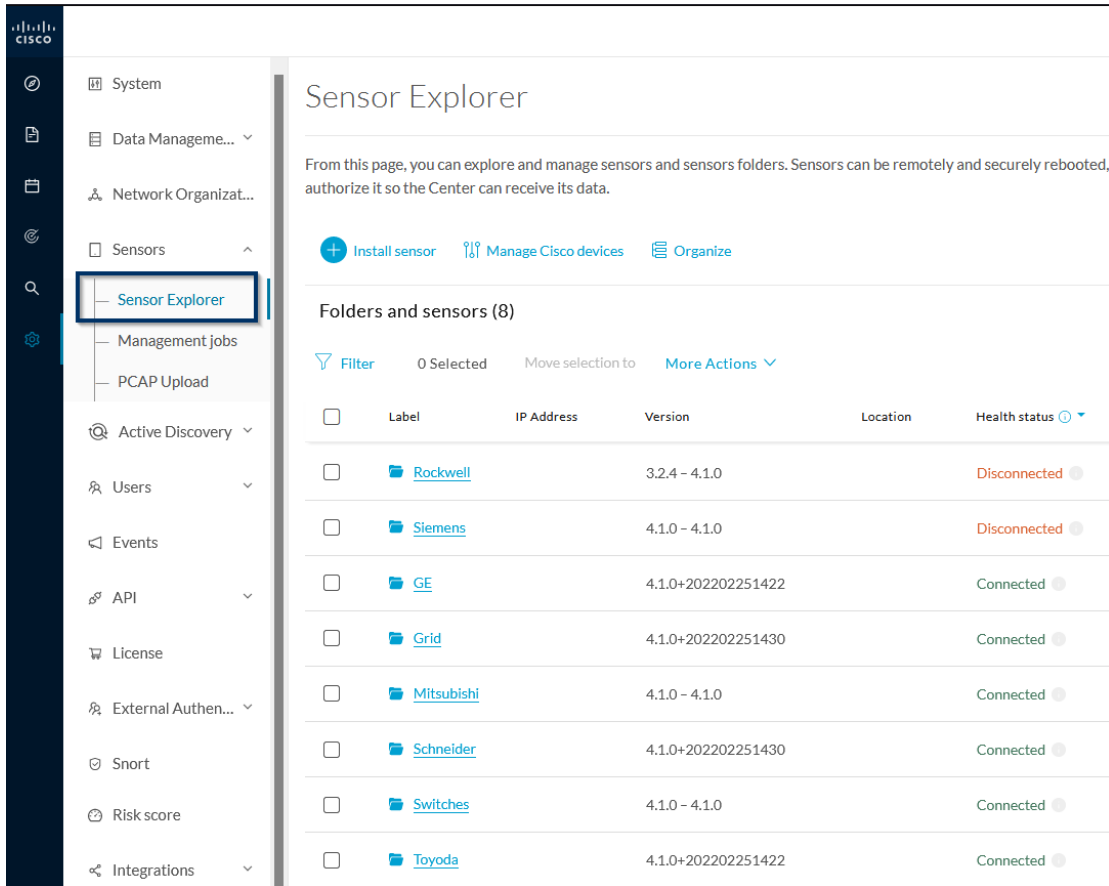 CISCO
System
Data Manageme...
Network Organizat...
Sensors
Sensor Explorer
Management jobs
PCAP Upload
Active Discovery
Users
Events
API
License
External Authen...
Snort
Risk score
Integrations
Sensor Explorer
From this page, you can explore and manage sensors and sensors folders. Sensors can be remotely and securely rebooted,
authorize it so the Center can receive its data.
Install sensor Manage Cisco devices Organize
Folders and sensors (8)
Filter 0 Selected Move selection to More Actions
Label IP Address Version Location Health status
Rockwell 3.2.4 – 4.1.0 Disconnected
Siemens 4.1.0 – 4.1.0 Disconnected
GE 4.1.0+202202251422 Connected
Grid 4.1.0+202202251430 Connected
Mitsubishi 4.1.0 – 4.1.0 Connected
Schneider 4.1.0+202202251430 Connected
Switches 4.1.0 – 4.1.0 Connected
Toyoda 4.1.0+202202251422 Connected